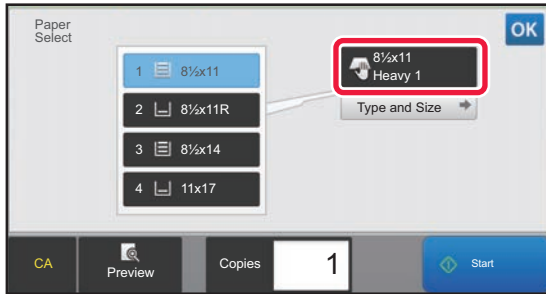 Paper
Select
OK
1 8½x11
2 8½x11R
3 8½x14
4 11x17
8½x11
Heavy 1
Type and Size
CA
Preview
Copies
1
Start